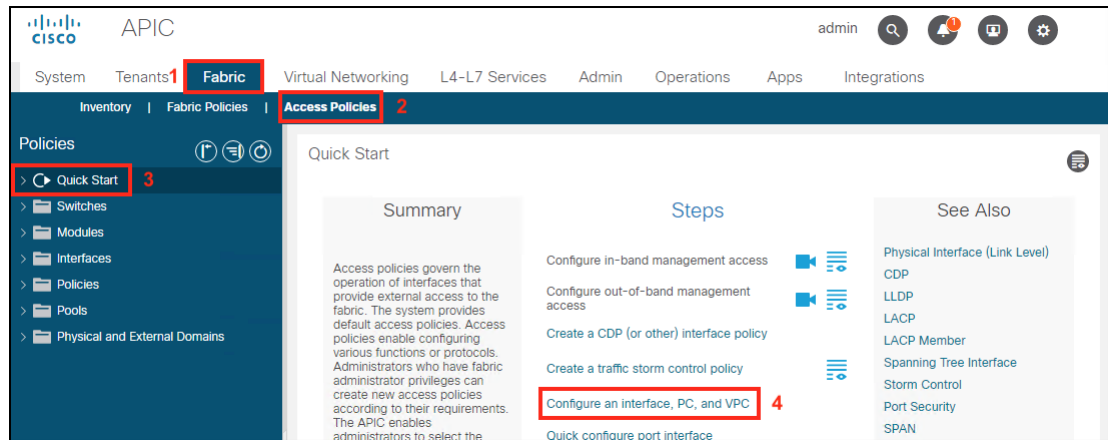 CISCO
APIC
admin
1
System Tenants 1 Fabric Virtual Networking L4-L7 Services Admin Operations Apps Integrations
Inventory | Fabric Policies | Access Policies 2
Policies
Quick Start 3
Switches
Modules
Interfaces
Policies
Pools
Physical and External Domains
Quick Start
Summary
Access policies govern the
operation of interfaces that
provide external access to the
fabric. The system provides
default access policies. Access
policies enable configuring
various functions or protocols.
Administrators who have fabric
administrator privileges can
create new access policies
according to their requirements.
The APIC enables
administrators to select the
Steps
Configure in-band management access
Configure out-of-band management
access
Create a CDP (or other) interface policy
Create a traffic storm control policy
Configure an interface, PC, and VPC 4
Quick configure port interface
See Also
Physical Interface (Link Level)
CDP
LLDP
LACP
LACP Member
Spanning Tree Interface
Storm Control
Port Security
SPAN